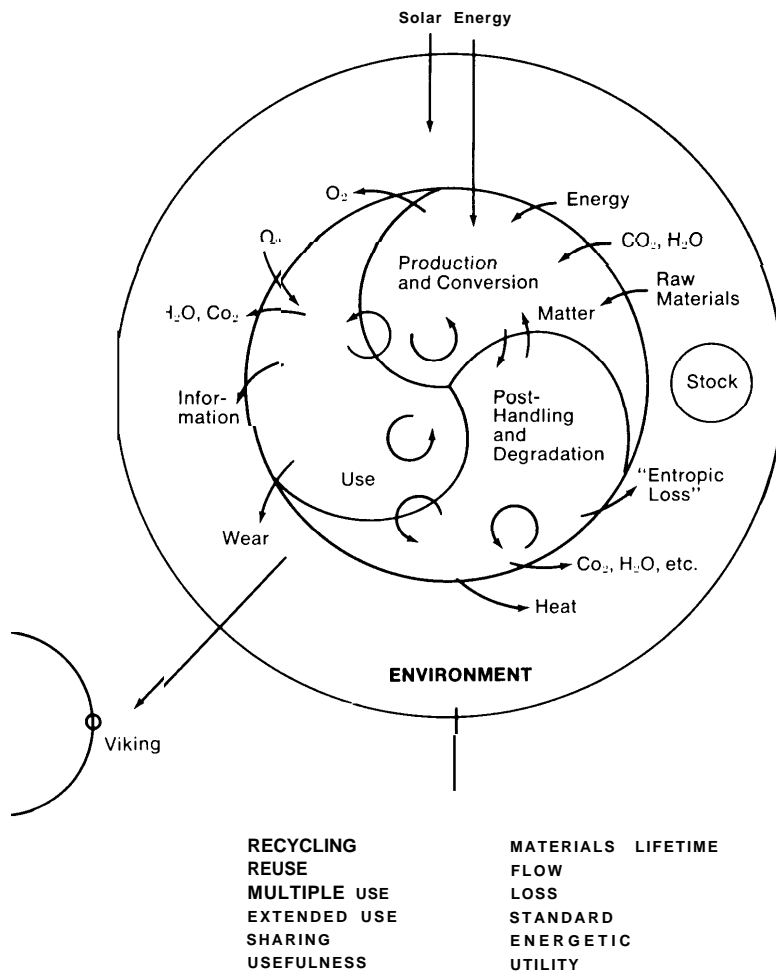 Solar Energy
O₂
Energy
O₂
CO₂, H₂O
Production
and Conversion
Raw
Materials
Matter
H₂O, Co₂
Stock
Infor-
mation
Post-
Handling
and
Degradation
Use
"Entropic
Loss"
Wear
Co₂, H₂O, etc.
Heat
ENVIRONMENT
Viking
RECYCLING
REUSE
MULTIPLE USE
EXTENDED USE
SHARING
USEFULNESS
MATERIALS LIFETIME
FLOW
LOSS
STANDARD
ENERGETIC
UTILITY